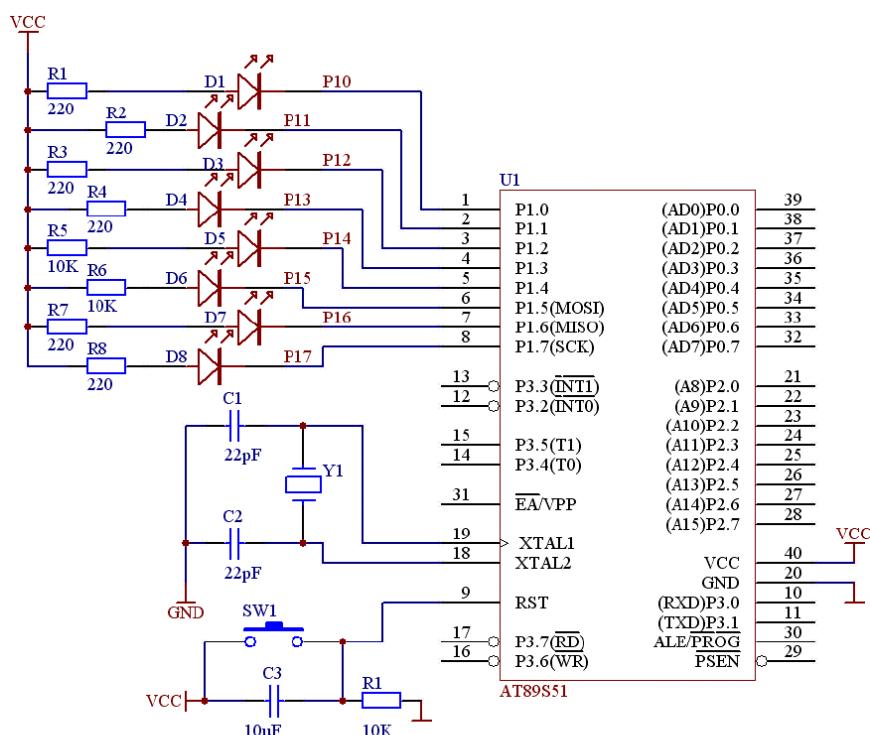 VCC
R1 D1 P10
220
R2 D2 P11
220
R3 D3 P12
220
R4 D4 P13
220
R5 D5 P14
10K
R6 D6 P15
10K
R7 D7 P16
220
R8 D8 P17
220
U1
1 P1.0 (AD0)P0.0 39
2 P1.1 (AD1)P0.1 38
3 P1.2 (AD2)P0.2 37
4 P1.3 (AD3)P0.3 36
5 P1.4 (AD4)P0.4 35
6 P1.5(MOSI) (AD5)P0.5 34
7 P1.6(MISO) (AD6)P0.6 33
8 P1.7(SCK) (AD7)P0.7 32
13 P3.3(INT1) (A8)P2.0 21
12 P3.2(INT0) (A9)P2.1 22
(A10)P2.2 23
15 P3.5(T1) (A11)P2.3 24
14 P3.4(T0) (A12)P2.4 25
(A13)P2.5 26
31 EA/VPP (A14)P2.6 27
(A15)P2.7 28
19 XTAL1
18 XTAL2 VCC 40
GND 20
9 RST (RXD)P3.0 10
(TXD)P3.1 11
17 P3.7(RD) ALE/PROG 30
16 P3.6(WR) PSEN 29
AT89S51
VCC
C1
22pF
Y1
C2
22pF
GND
SW1
VCC
C3
10uF
R1
10K